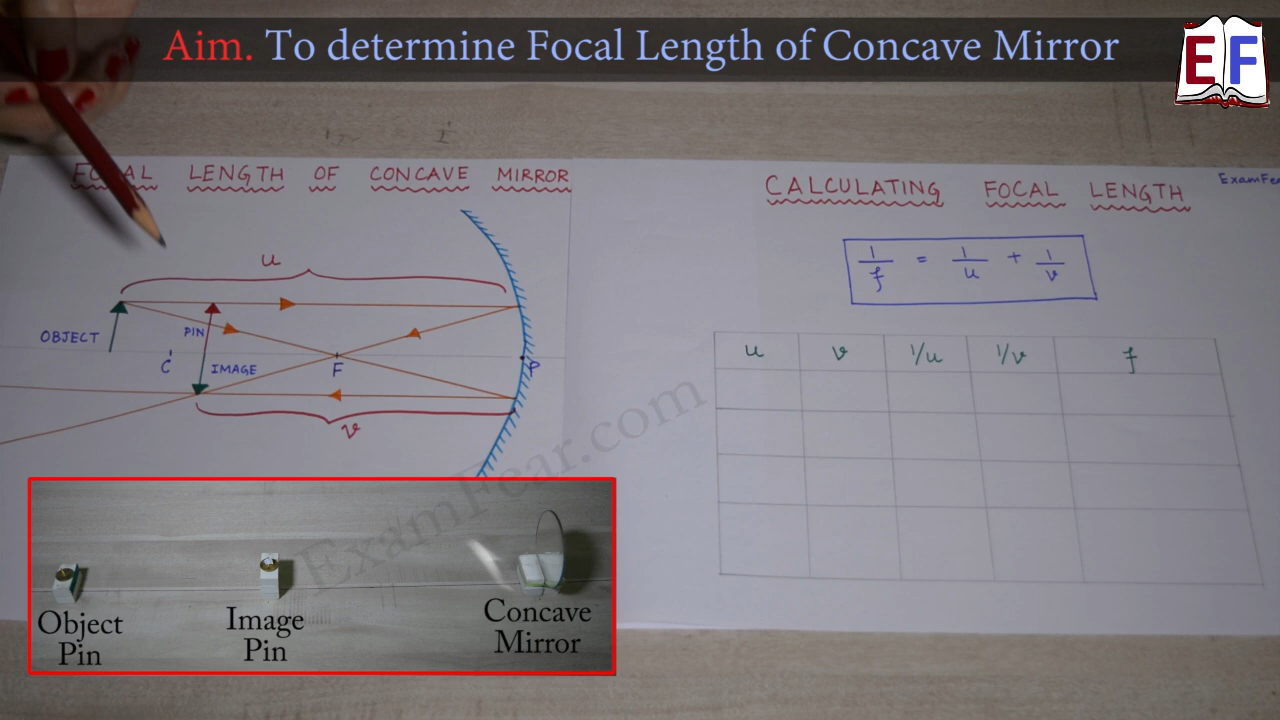 Aim. To determine Focal Length of Concave Mirror
EF
FOCAL LENGTH OF CONCAVE MIRROR
u
OBJECT
PIN
C
IMAGE
F
P
v
CALCULATING FOCAL LENGTH
1/f = 1/u + 1/v
u v 1/u 1/v f
ExamFear.com
Object Pin
Image Pin
Concave Mirror